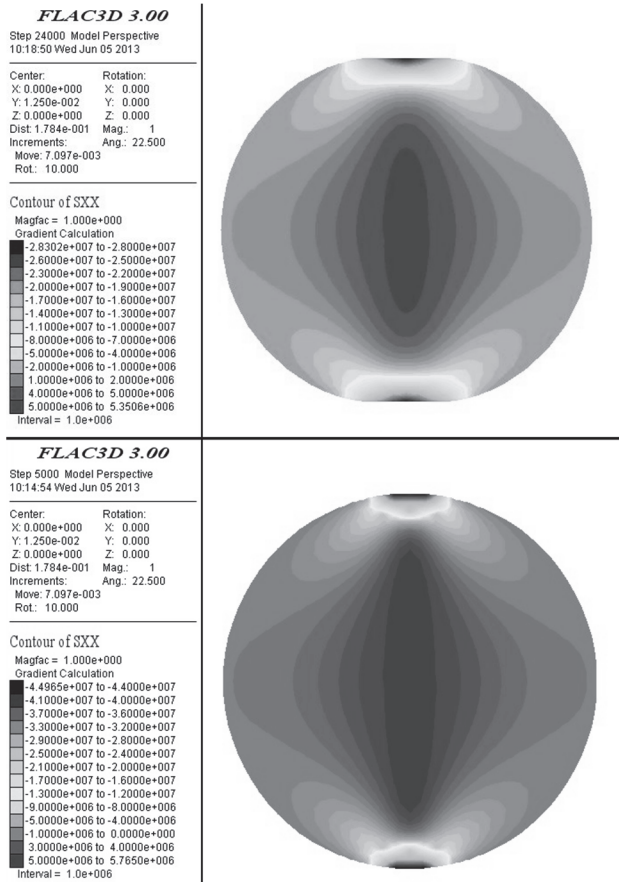 FLAC3D 3.00
Step 24000 Model Perspective
10:18:50 Wed Jun 05 2013
Center: Rotation:
X: 0.000e+000 X: 0.000
Y: 1.250e-002 Y: 0.000
Z: 0.000e+000 Z: 0.000
Dist: 1.784e-001 Mag.: 1
Increments: Ang.: 22.500
Move: 7.097e-003
Rot.: 10.000
Contour of SXX
Magfac = 1.000e+000
Gradient Calculation
-2.8302e+007 to -2.8000e+007
-2.6000e+007 to -2.5000e+007
-2.3000e+007 to -2.2000e+007
-2.0000e+007 to -1.9000e+007
-1.7000e+007 to -1.6000e+007
-1.4000e+007 to -1.3000e+007
-1.1000e+007 to -1.0000e+007
-8.0000e+006 to -7.0000e+006
-5.0000e+006 to -4.0000e+006
-2.0000e+006 to -1.0000e+006
1.0000e+006 to 2.0000e+006
4.0000e+006 to 5.0000e+006
5.0000e+006 to 5.3506e+006
Interval = 1.0e+006
FLAC3D 3.00
Step 5000 Model Perspective
10:14:54 Wed Jun 05 2013
Center: Rotation:
X: 0.000e+000 X: 0.000
Y: 1.250e-002 Y: 0.000
Z: 0.000e+000 Z: 0.000
Dist: 1.784e-001 Mag.: 1
Increments: Ang.: 22.500
Move: 7.097e-003
Rot.: 10.000
Contour of SXX
Magfac = 1.000e+000
Gradient Calculation
-4.4965e+007 to -4.4000e+007
-4.1000e+007 to -4.0000e+007
-3.7000e+007 to -3.6000e+007
-3.3000e+007 to -3.2000e+007
-2.9000e+007 to -2.8000e+007
-2.5000e+007 to -2.4000e+007
-2.1000e+007 to -2.0000e+007
-1.7000e+007 to -1.6000e+007
-1.3000e+007 to -1.2000e+007
-9.0000e+006 to -8.0000e+006
-5.0000e+006 to -4.0000e+006
-1.0000e+006 to 0.0000e+000
3.0000e+006 to 4.0000e+006
5.0000e+006 to 5.7650e+006
Interval = 1.0e+006